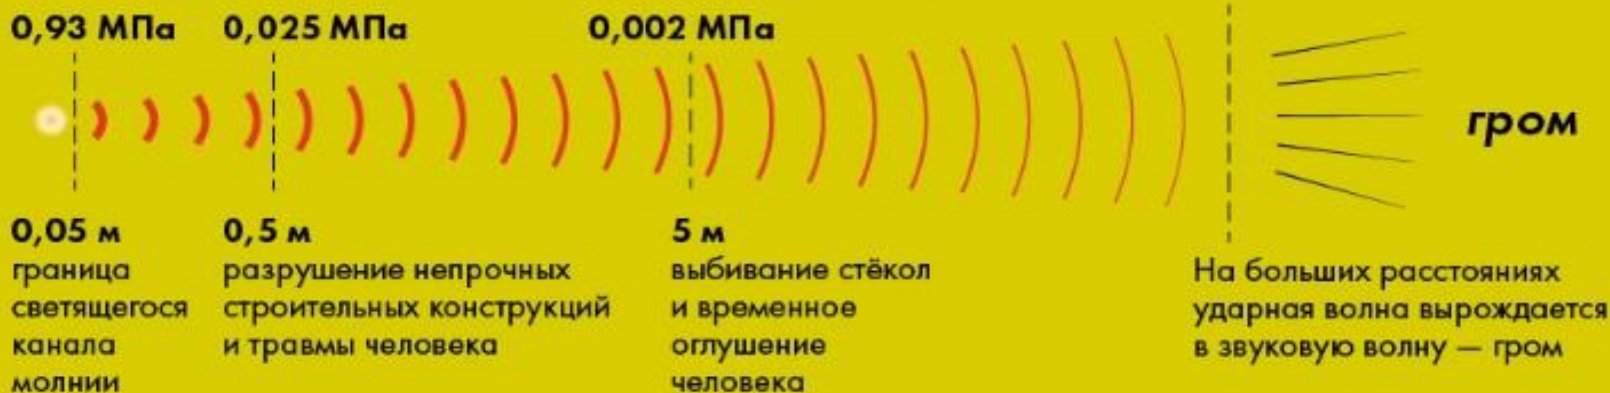 0,93 МПа
0,025 МПа
0,002 МПа
гром
0,05 м
граница
светящегося
канала
молнии
0,5 м
разрушение непрочных
строительных конструкций
и травмы человека
5 м
выбивание стёкол
и временное
оглушение
человека
На больших расстояниях
ударная волна вырождается
в звуковую волну — гром